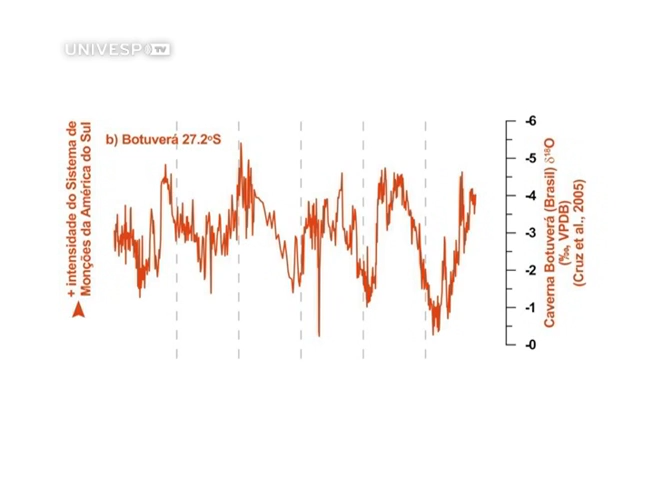 UNIVESP TV
+ intensidade do Sistema de
Monções da América do Sul
b) Botuverá 27.2ºS
-6
-5
-4
-3
-2
-1
-0
Caverna Botuverá (Brasil) δ¹⁸O
(‰, VPDB)
(Cruz et al., 2005)